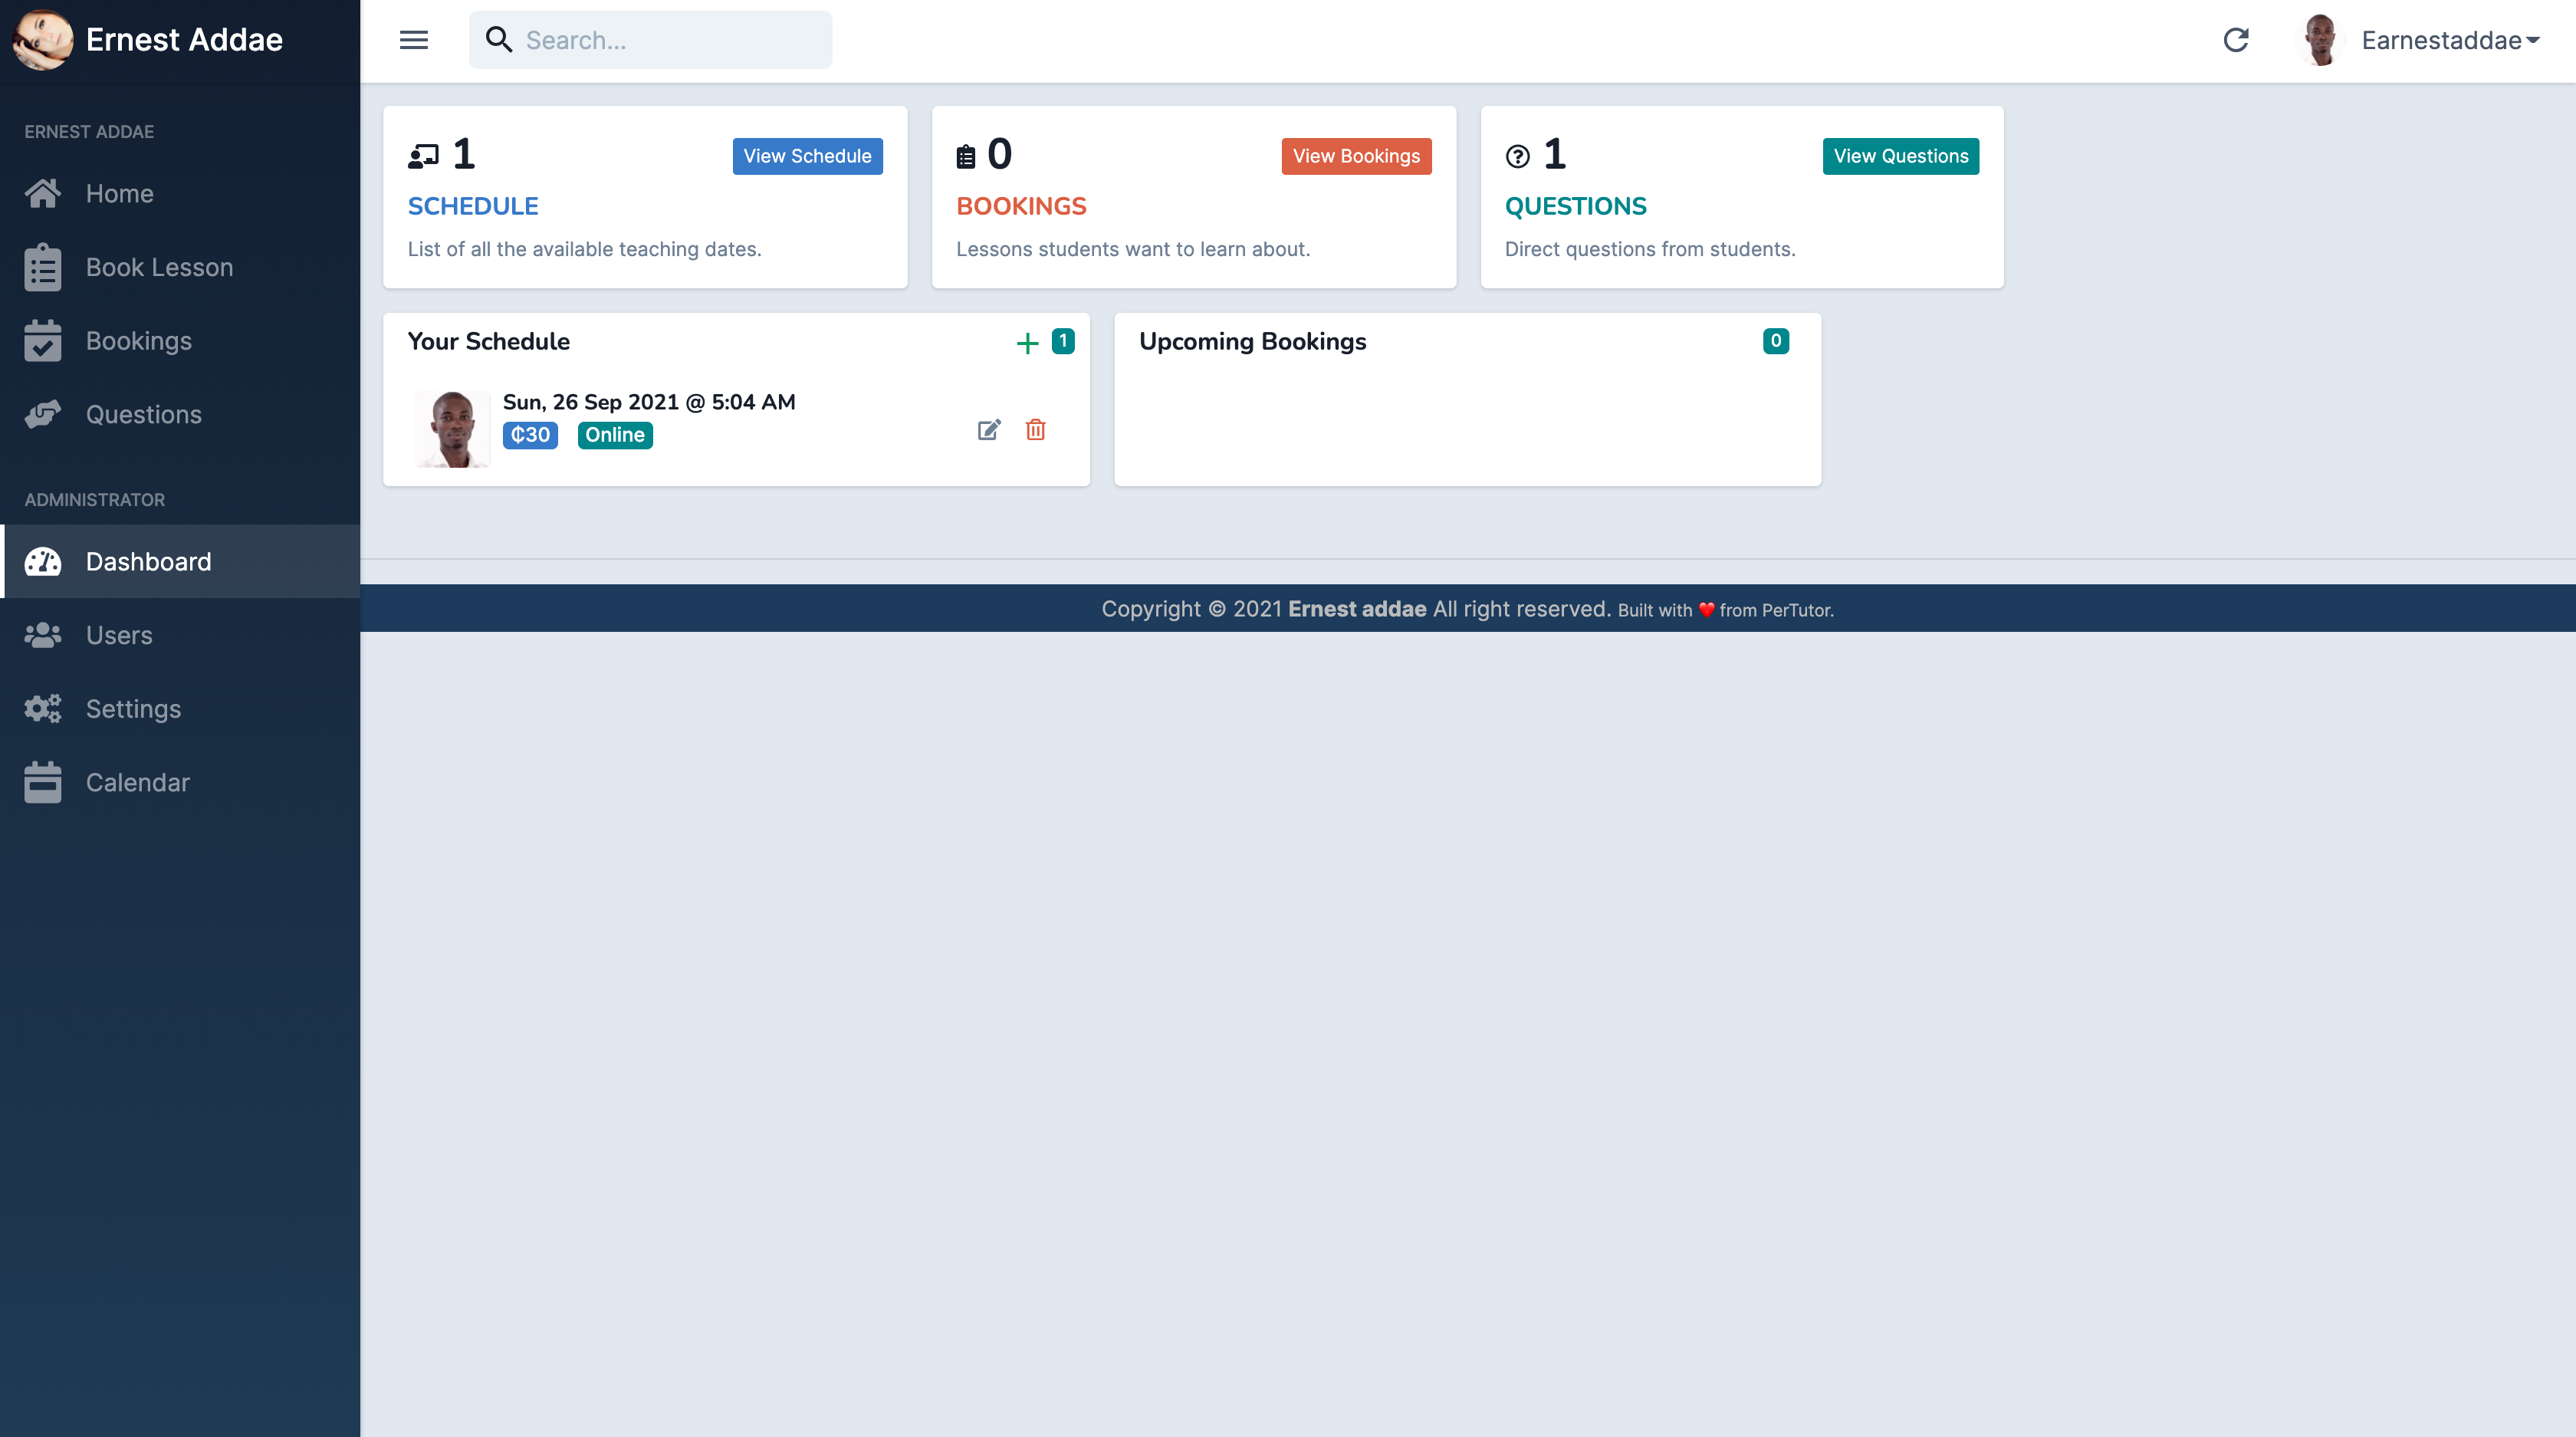 Ernest Addae
Search...
Earnestaddae
ERNEST ADDAE
Home
Book Lesson
Bookings
Questions
ADMINISTRATOR
Dashboard
Users
Settings
Calendar
1
View Schedule
SCHEDULE
List of all the available teaching dates.
0
View Bookings
BOOKINGS
Lessons students want to learn about.
1
View Questions
QUESTIONS
Direct questions from students.
Your Schedule
1
Sun, 26 Sep 2021 @ 5:04 AM
₵30 Online
Upcoming Bookings
0
Copyright © 2021 Ernest addae All right reserved. Built with ❤️ from PerTutor.